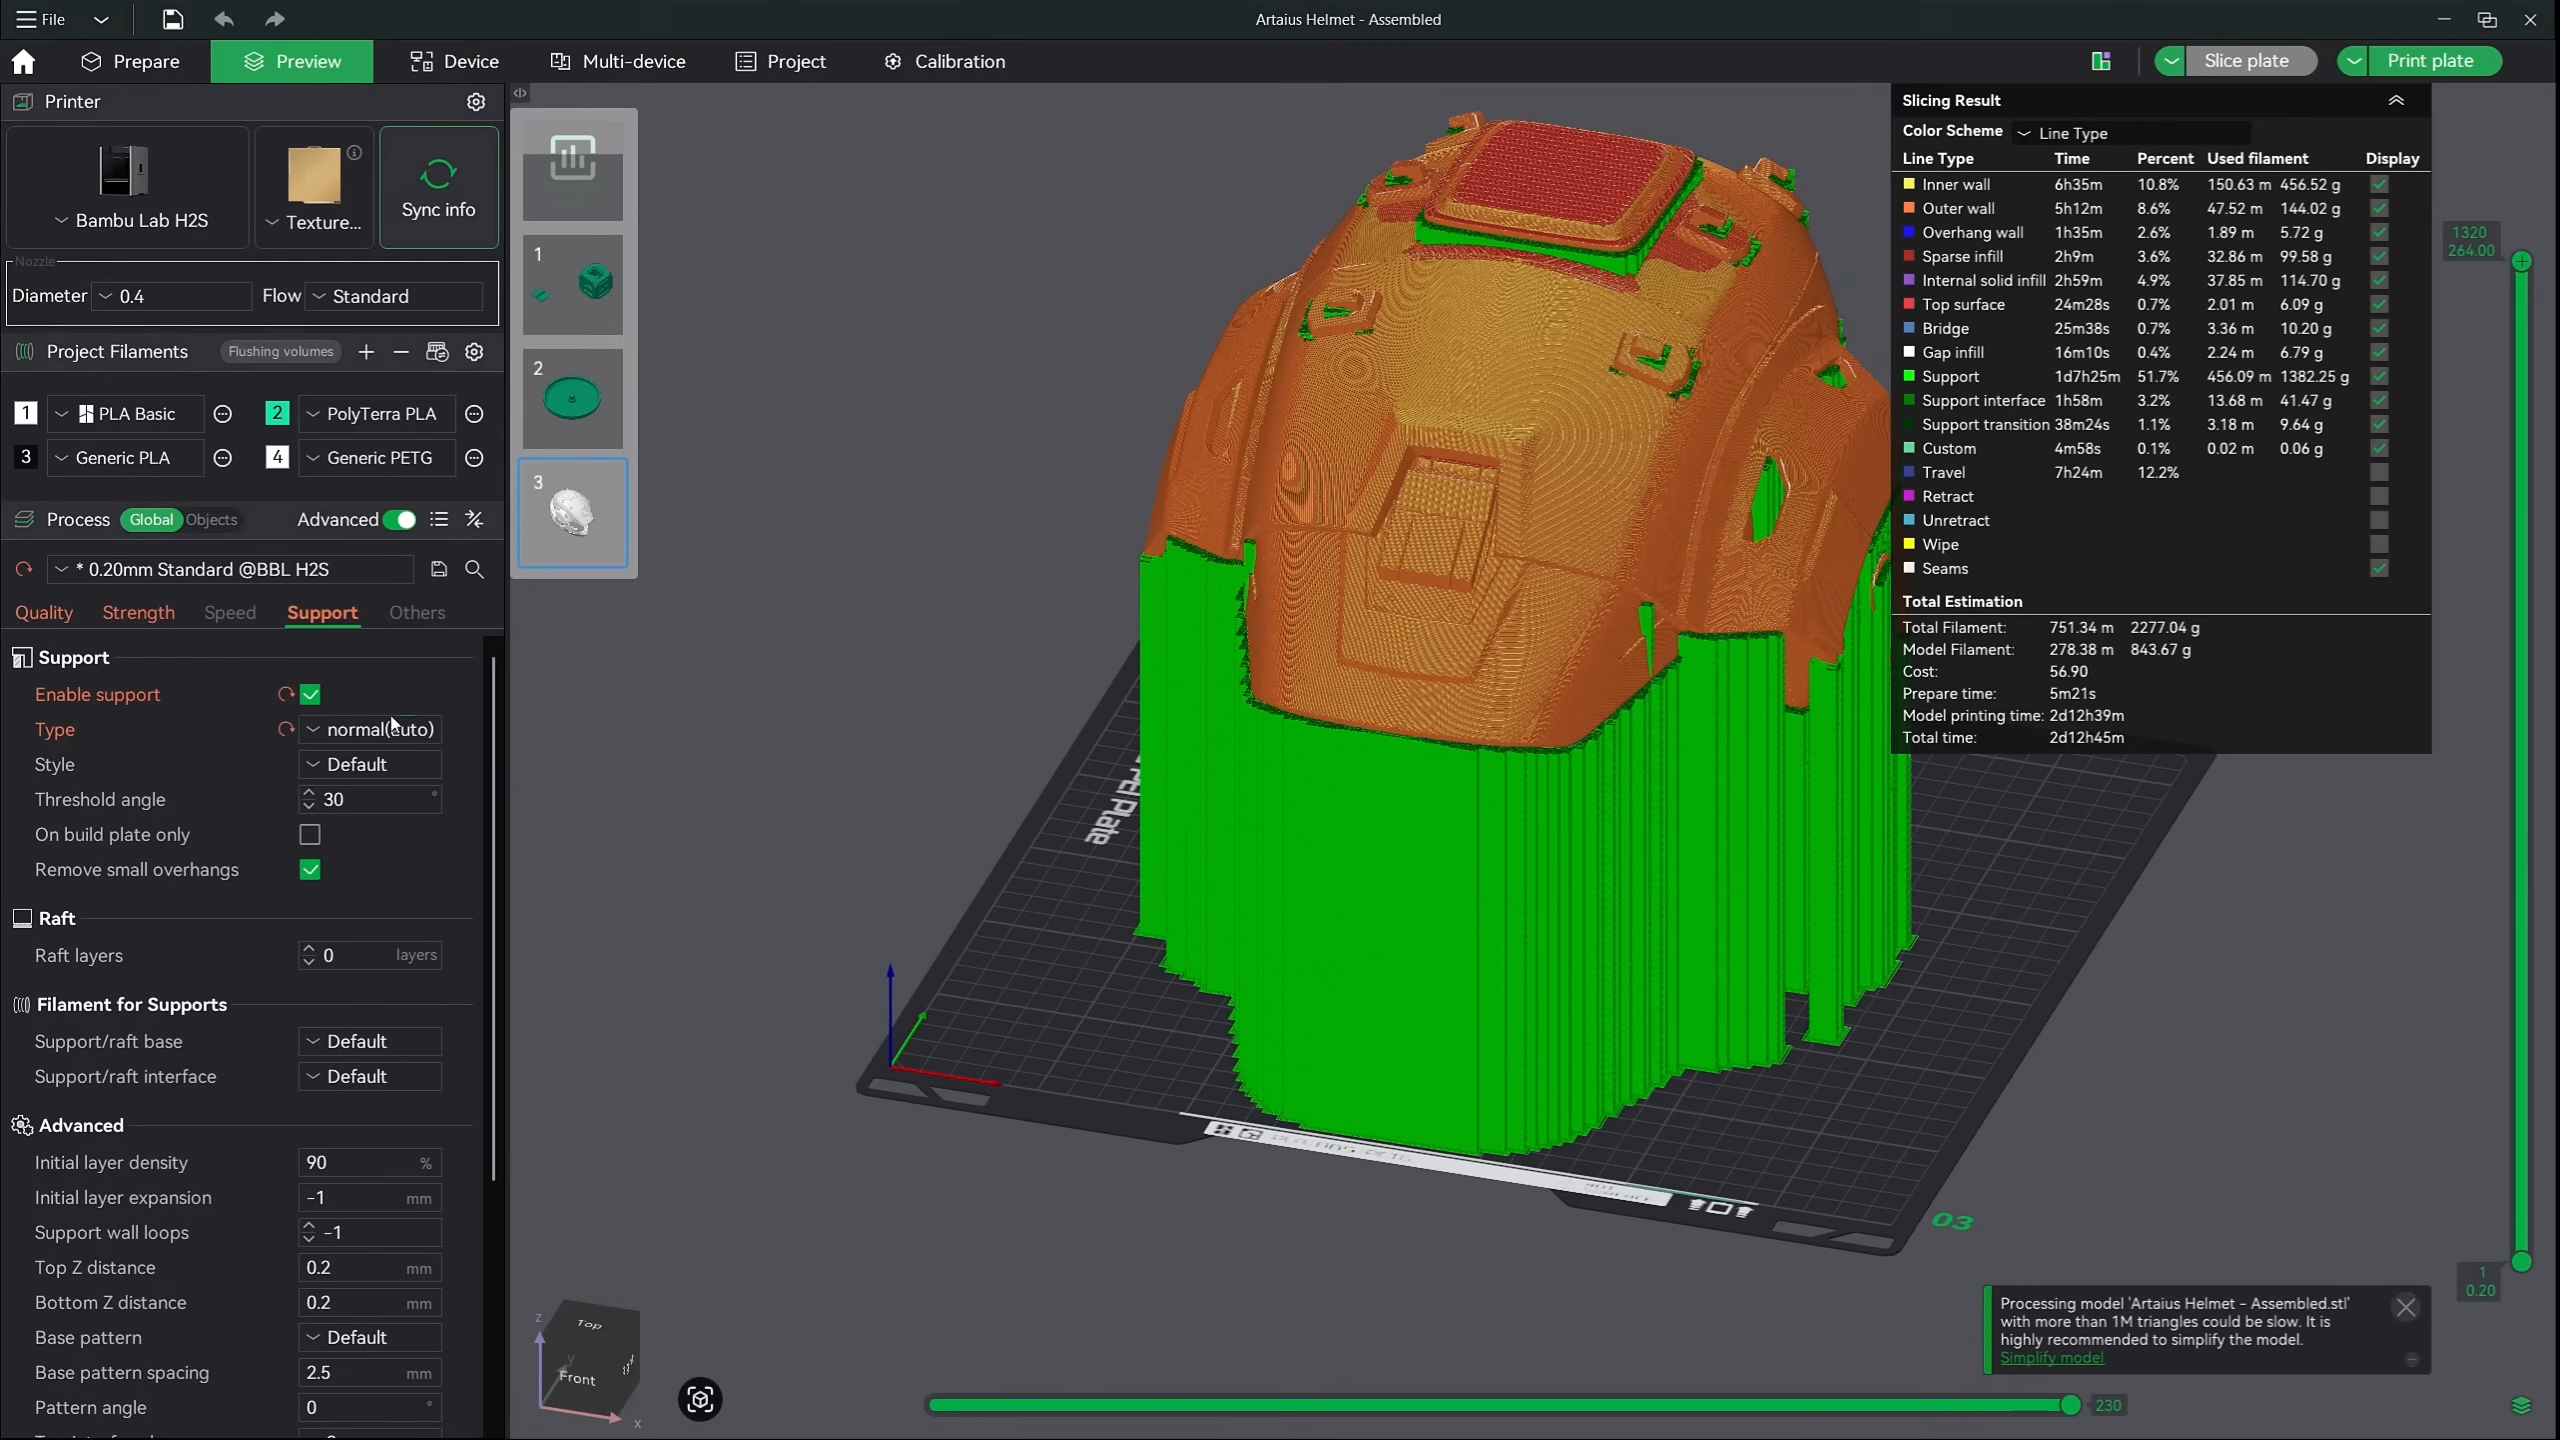 File
Artaius Helmet - Assembled
Prepare
Preview
Device
Multi-device
Project
Calibration
Slice plate
Print plate
Printer
Bambu Lab H2S
Texture...
Sync info
Nozzle
Diameter 0.4 Flow Standard
Project Filaments Flushing volumes
1 PLA Basic 2 PolyTerra PLA
3 Generic PLA 4 Generic PETG
Process Global Objects Advanced
* 0.20mm Standard @BBL H2S
Quality Strength Speed Support Others
Support
Enable support
Type normal(auto)
Style Default
Threshold angle 30 °
On build plate only
Remove small overhangs
Raft
Raft layers 0 layers
Filament for Supports
Support/raft base Default
Support/raft interface Default
Advanced
Initial layer density 90 %
Initial layer expansion -1 mm
Support wall loops -1
Top Z distance 0.2 mm
Bottom Z distance 0.2 mm
Base pattern Default
Base pattern spacing 2.5 mm
Pattern angle 0 °
1
2
3
Slicing Result
Color Scheme Line Type
Line Type Time Percent Used filament Display
Inner wall 6h35m 10.8% 150.63 m 456.52 g
Outer wall 5h12m 8.6% 47.52 m 144.02 g
Overhang wall 1h35m 2.6% 1.89 m 5.72 g
Sparse infill 2h9m 3.6% 32.86 m 99.58 g
Internal solid infill 2h59m 4.9% 37.85 m 114.70 g
Top surface 24m28s 0.7% 2.01 m 6.09 g
Bridge 25m38s 0.7% 3.36 m 10.20 g
Gap infill 16m10s 0.4% 2.24 m 6.79 g
Support 1d7h25m 51.7% 456.09 m 1382.25 g
Support interface 1h58m 3.2% 13.68 m 41.47 g
Support transition 38m24s 1.1% 3.18 m 9.64 g
Custom 4m58s 0.1% 0.02 m 0.06 g
Travel 7h24m 12.2%
Retract
Unretract
Wipe
Seams
Total Estimation
Total Filament: 751.34 m 2277.04 g
Model Filament: 278.38 m 843.67 g
Cost: 56.90
Prepare time: 5m21s
Model printing time: 2d12h39m
Total time: 2d12h45m
1320
264.00
1
0.20
Plate
03
Top
Front
z
y
x
Processing model 'Artaius Helmet - Assembled.stl'
with more than 1M triangles could be slow. It is
highly recommended to simplify the model.
Simplify model
230